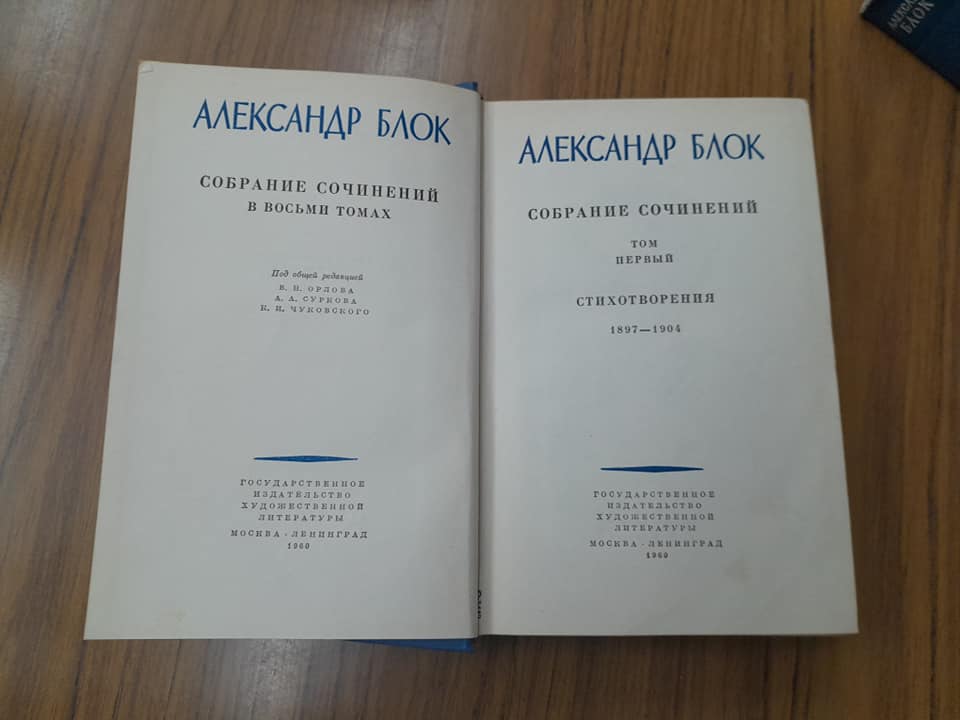 АЛЕКСАНДР БЛОК
СОБРАНИЕ СОЧИНЕНИЙ
В ВОСЬМИ ТОМАХ
Под общей редакцией
В. Н. ОРЛОВА
А. А. СУРКОВА
К. И. ЧУКОВСКОГО
ГОСУДАРСТВЕННОЕ
ИЗДАТЕЛЬСТВО
ХУДОЖЕСТВЕННОЙ
ЛИТЕРАТУРЫ
МОСКВА - ЛЕНИНГРАД
1960
АЛЕКСАНДР БЛОК
СОБРАНИЕ СОЧИНЕНИЙ
ТОМ
ПЕРВЫЙ
СТИХОТВОРЕНИЯ
1897—1904
ГОСУДАРСТВЕННОЕ
ИЗДАТЕЛЬСТВО
ХУДОЖЕСТВЕННОЙ
ЛИТЕРАТУРЫ
МОСКВА - ЛЕНИНГРАД
1960
БЛОК